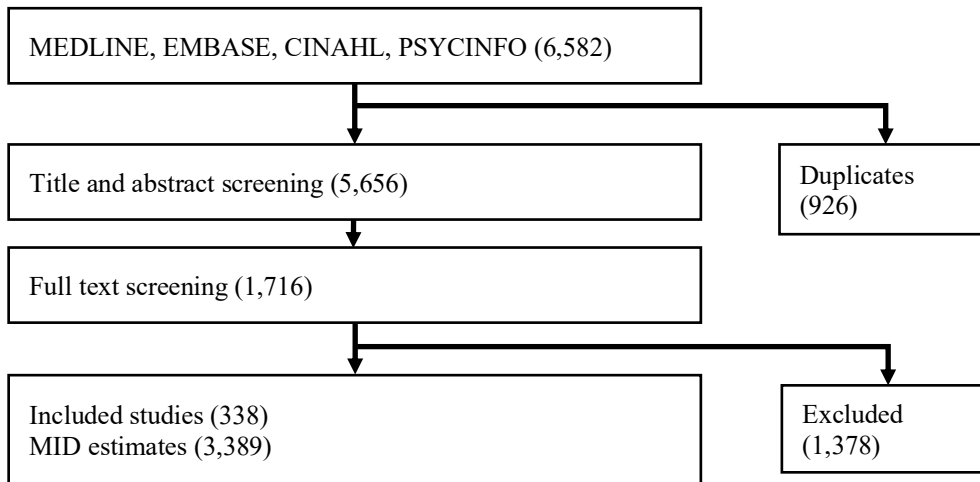 MEDLINE, EMBASE, CINAHL, PSYCINFO (6,582)
Title and abstract screening (5,656)
Duplicates
(926)
Full text screening (1,716)
Included studies (338)
MID estimates (3,389)
Excluded
(1,378)